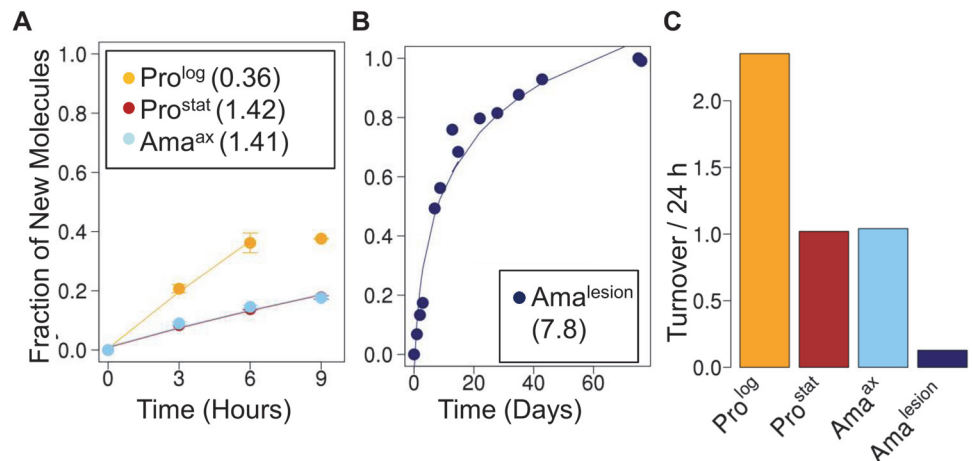 A
Fraction of New Molecules
1.0
0.8
0.6
0.4
0.2
0.0
Pro^log (0.36)
Pro^stat (1.42)
Ama^ax (1.41)
0 3 6 9
Time (Hours)
B
1.0
0.8
0.6
0.4
0.2
0.0
Ama^lesion
(7.8)
0 20 40 60
Time (Days)
C
Turnover / 24 h
2.0
1.5
1.0
0.5
0.0
Pro^log
Pro^stat
Ama^ax
Ama^lesion